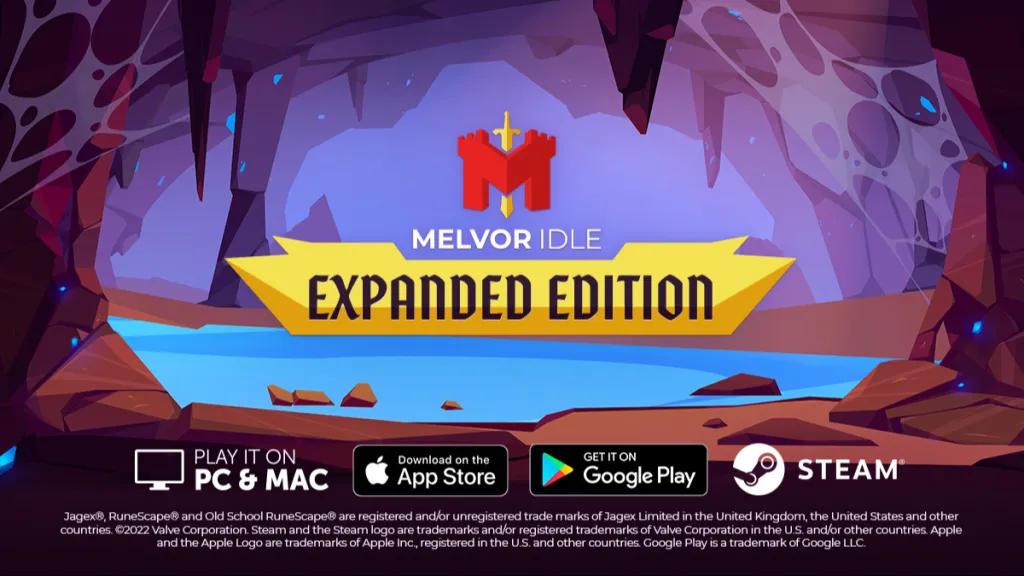 MELVOR IDLE
EXPANDED EDITION
PLAY IT ON
PC & MAC
Download on the
App Store
GET IT ON
Google Play
STEAM®
Jagex®, RuneScape® and Old School RuneScape® are registered and/or unregistered trade marks of Jagex Limited in the United Kingdom, the United States and other
countries. ©2022 Valve Corporation. Steam and the Steam logo are trademarks and/or registered trademarks of Valve Corporation in the U.S. and/or other countries. Apple
and the Apple Logo are trademarks of Apple Inc., registered in the U.S. and other countries. Google Play is a trademark of Google LLC.